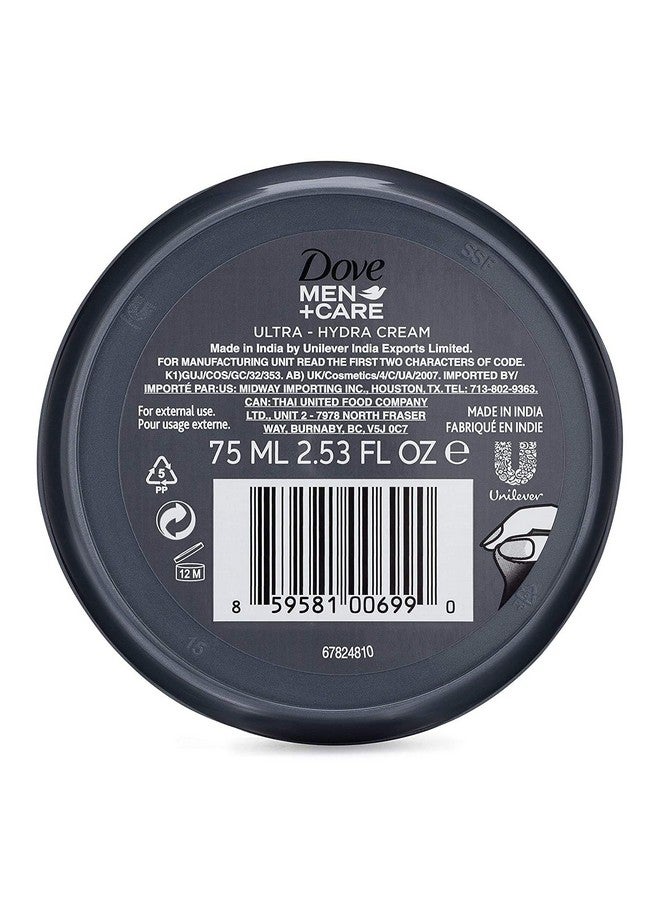 Dove
MEN
+CARE
ULTRA - HYDRA CREAM
Made in India by Unilever India Exports Limited.
FOR MANUFACTURING UNIT READ THE FIRST TWO CHARACTERS OF CODE.
K1)GUJ/COS/GC/32/353. AB) UK/Cosmetics/4/C/UA/2007. IMPORTED BY/
IMPORTÉ PAR:US: MIDWAY IMPORTING INC., HOUSTON, TX. TEL: 713-802-9363.
CAN: THAI UNITED FOOD COMPANY
LTD., UNIT 2 - 7978 NORTH FRASER
WAY, BURNABY, BC, V5J 0C7
For external use.
Pour usage externe.
MADE IN INDIA
FABRIQUÉ EN INDIE
75 ML 2.53 FL OZ e
5
PP
Unilever
12 M
8 59581 00699 0
67824810
SSF
15